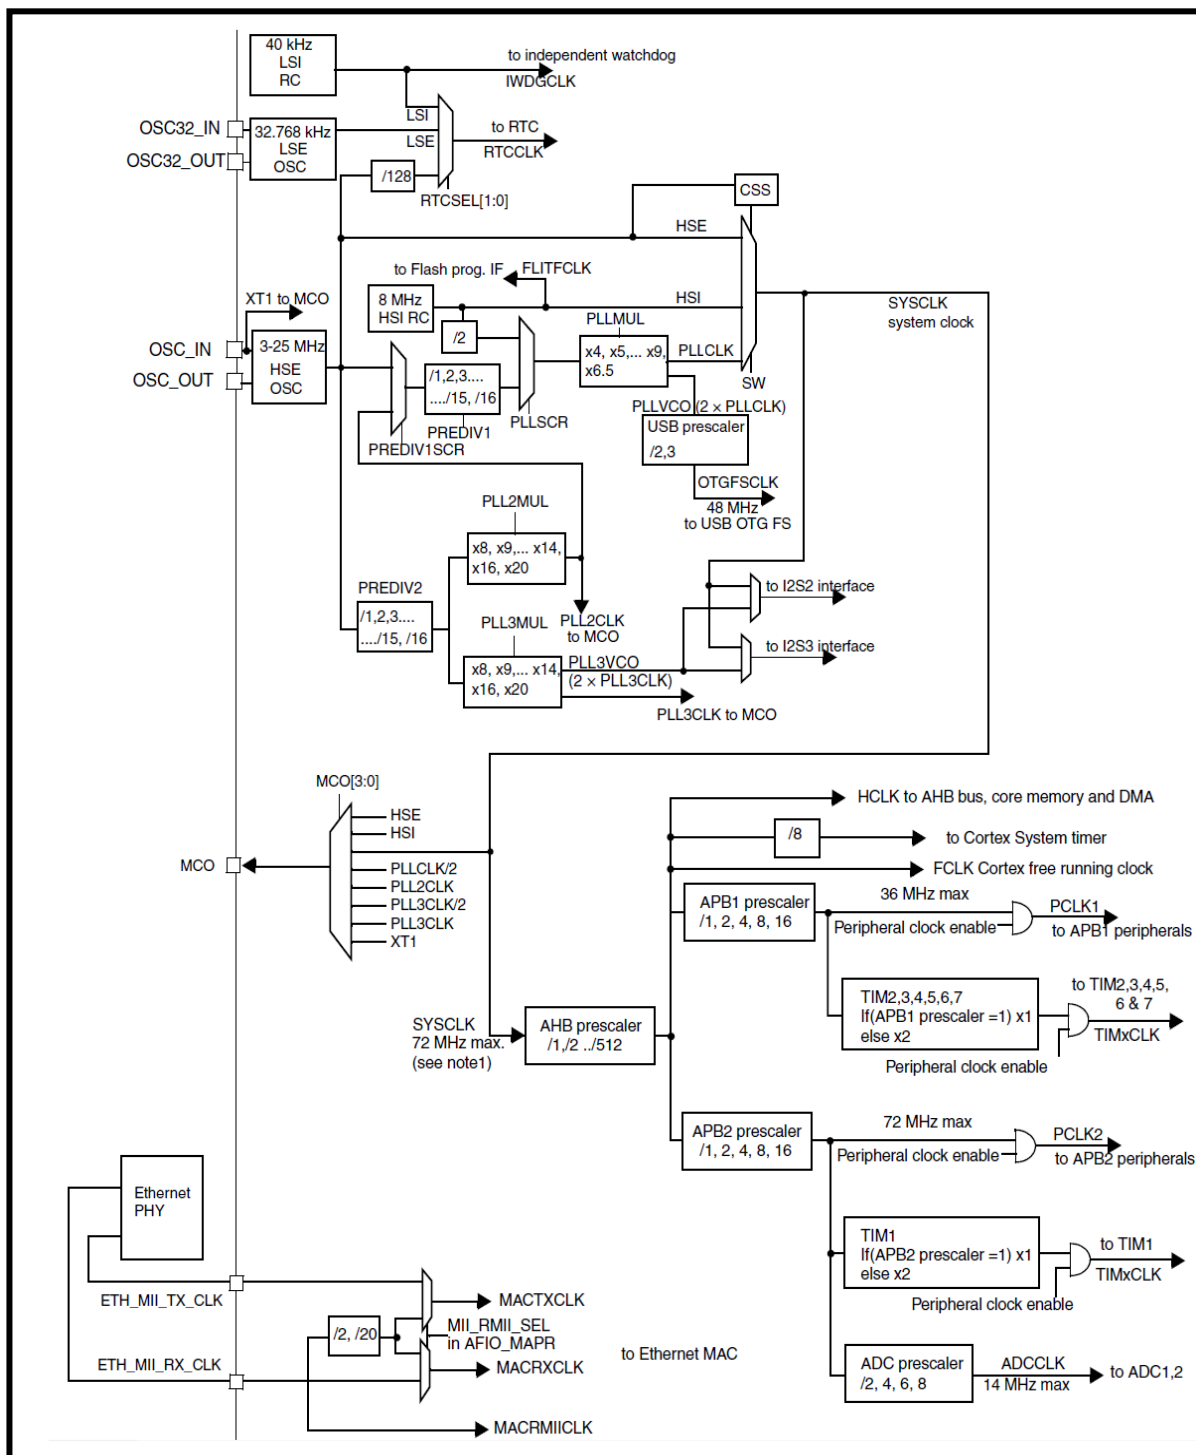 40 kHz
LSI
RC
to independent watchdog
IWDGCLK
OSC32_IN
OSC32_OUT
32.768 kHz
LSE
OSC
LSI
LSE
to RTC
RTCCLK
/128
RTCSEL[1:0]
CSS
HSE
to Flash prog. IF
FLITFCLK
XT1 to MCO
8 MHz
HSI RC
HSI
SYSCLK
system clock
/2
PLLMUL
x4, x5,... x9,
x6.5
PLLCLK
SW
OSC_IN
OSC_OUT
3-25 MHz
HSE
OSC
/1,2,3....
..../15, /16
PREDIV1
PLLSCR
PREDIV1SCR
PLLVCO (2 × PLLCLK)
USB prescaler
/2,3
OTGFSCLK
48 MHz
to USB OTG FS
PLL2MUL
x8, x9,... x14,
x16, x20
PREDIV2
/1,2,3....
..../15, /16
PLL2CLK
to MCO
to I2S2 interface
PLL3MUL
x8, x9,... x14,
x16, x20
PLL3VCO
(2 × PLL3CLK)
to I2S3 interface
PLL3CLK to MCO
MCO[3:0]
HSE
HSI
MCO
PLLCLK/2
PLL2CLK
PLL3CLK/2
PLL3CLK
XT1
HCLK to AHB bus, core memory and DMA
/8
to Cortex System timer
FCLK Cortex free running clock
APB1 prescaler
/1, 2, 4, 8, 16
36 MHz max
Peripheral clock enable
PCLK1
to APB1 peripherals
TIM2,3,4,5,6,7
If(APB1 prescaler =1) x1
else x2
to TIM2,3,4,5,
6 & 7
TIMxCLK
Peripheral clock enable
SYSCLK
72 MHz max.
(see note1)
AHB prescaler
/1,/2 ../512
APB2 prescaler
/1, 2, 4, 8, 16
72 MHz max
Peripheral clock enable
PCLK2
to APB2 peripherals
Ethernet
PHY
TIM1
If(APB2 prescaler =1) x1
else x2
to TIM1
TIMxCLK
Peripheral clock enable
ETH_MII_TX_CLK
MACTXCLK
/2, /20
MII_RMII_SEL
in AFIO_MAPR
to Ethernet MAC
ETH_MII_RX_CLK
MACRXCLK
ADC prescaler
/2, 4, 6, 8
ADCCLK
14 MHz max
to ADC1,2
MACRMIICLK